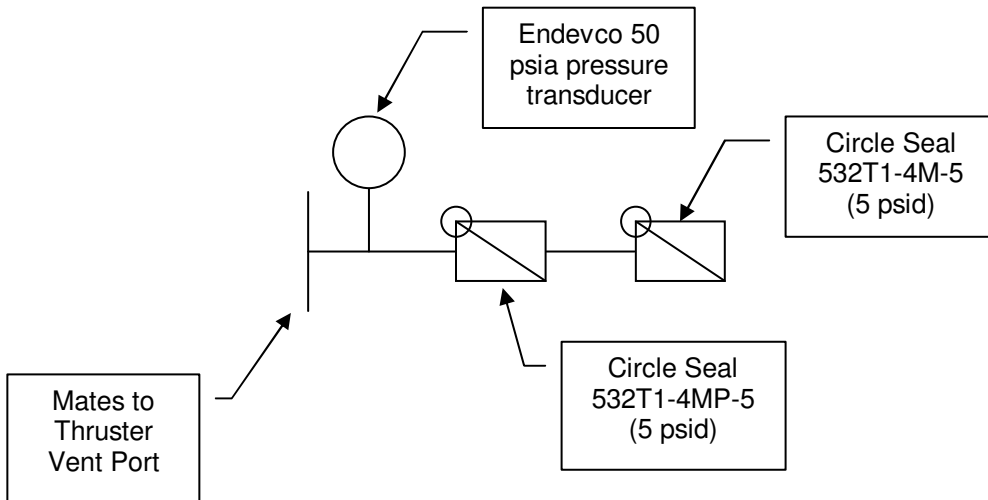 Endevco 50
psia pressure
transducer
Circle Seal
532T1-4M-5
(5 psid)
Circle Seal
532T1-4MP-5
(5 psid)
Mates to
Thruster
Vent Port